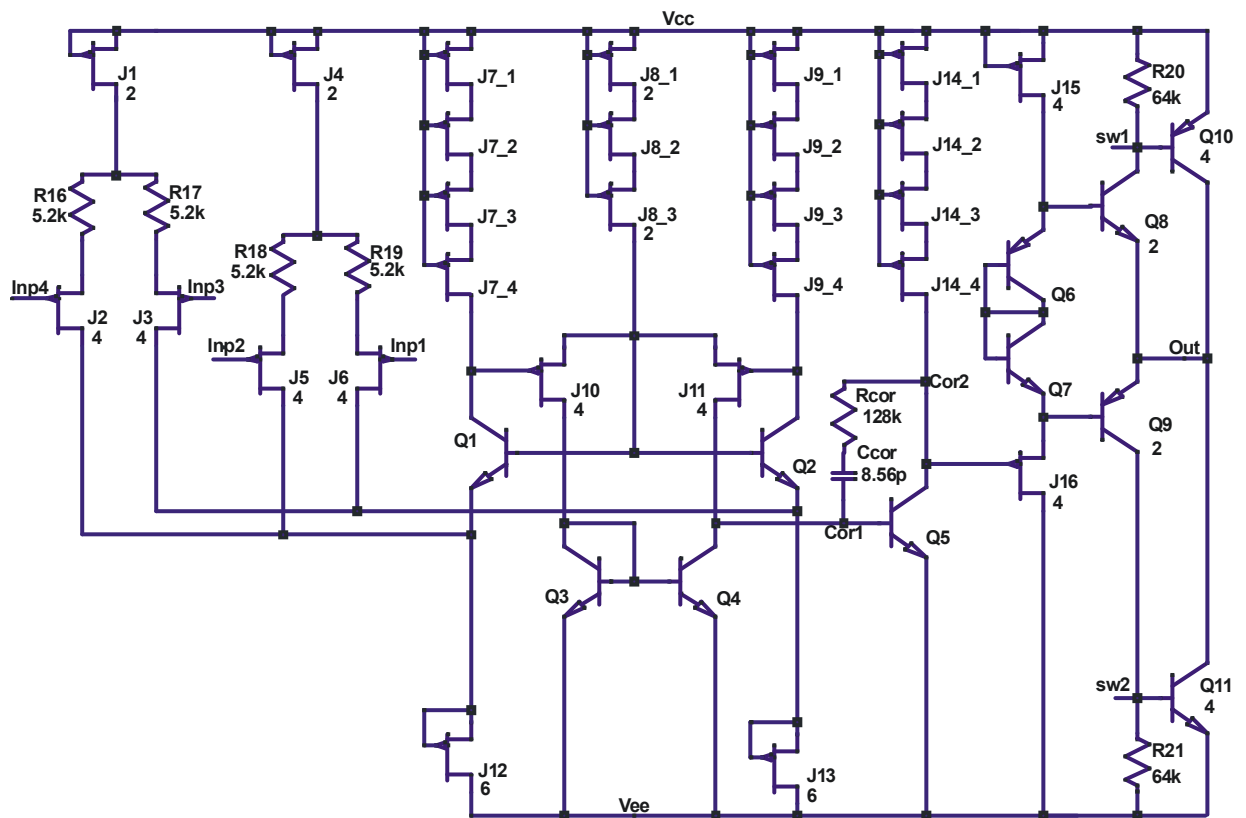 Vcc
J1
2
J4
2
J7_1
J8_1
2
J9_1
J14_1
J15
4
R20
64k
sw1
Q10
4
J7_2
J8_2
J9_2
J14_2
R16
5.2k
R17
5.2k
J7_3
J8_3
2
J9_3
J14_3
Q8
2
R18
5.2k
R19
5.2k
J7_4
J9_4
J14_4
Q6
Inp4
Inp3
J2
4
J3
4
Inp2
Inp1
J5
4
J6
4
J10
4
J11
4
Cor2
Rcor
128k
Q7
Out
Q1
Q2
Ccor
8.56p
J16
4
Q9
2
Cor1
Q5
Q3
Q4
sw2
Q11
4
J12
6
J13
6
R21
64k
Vee